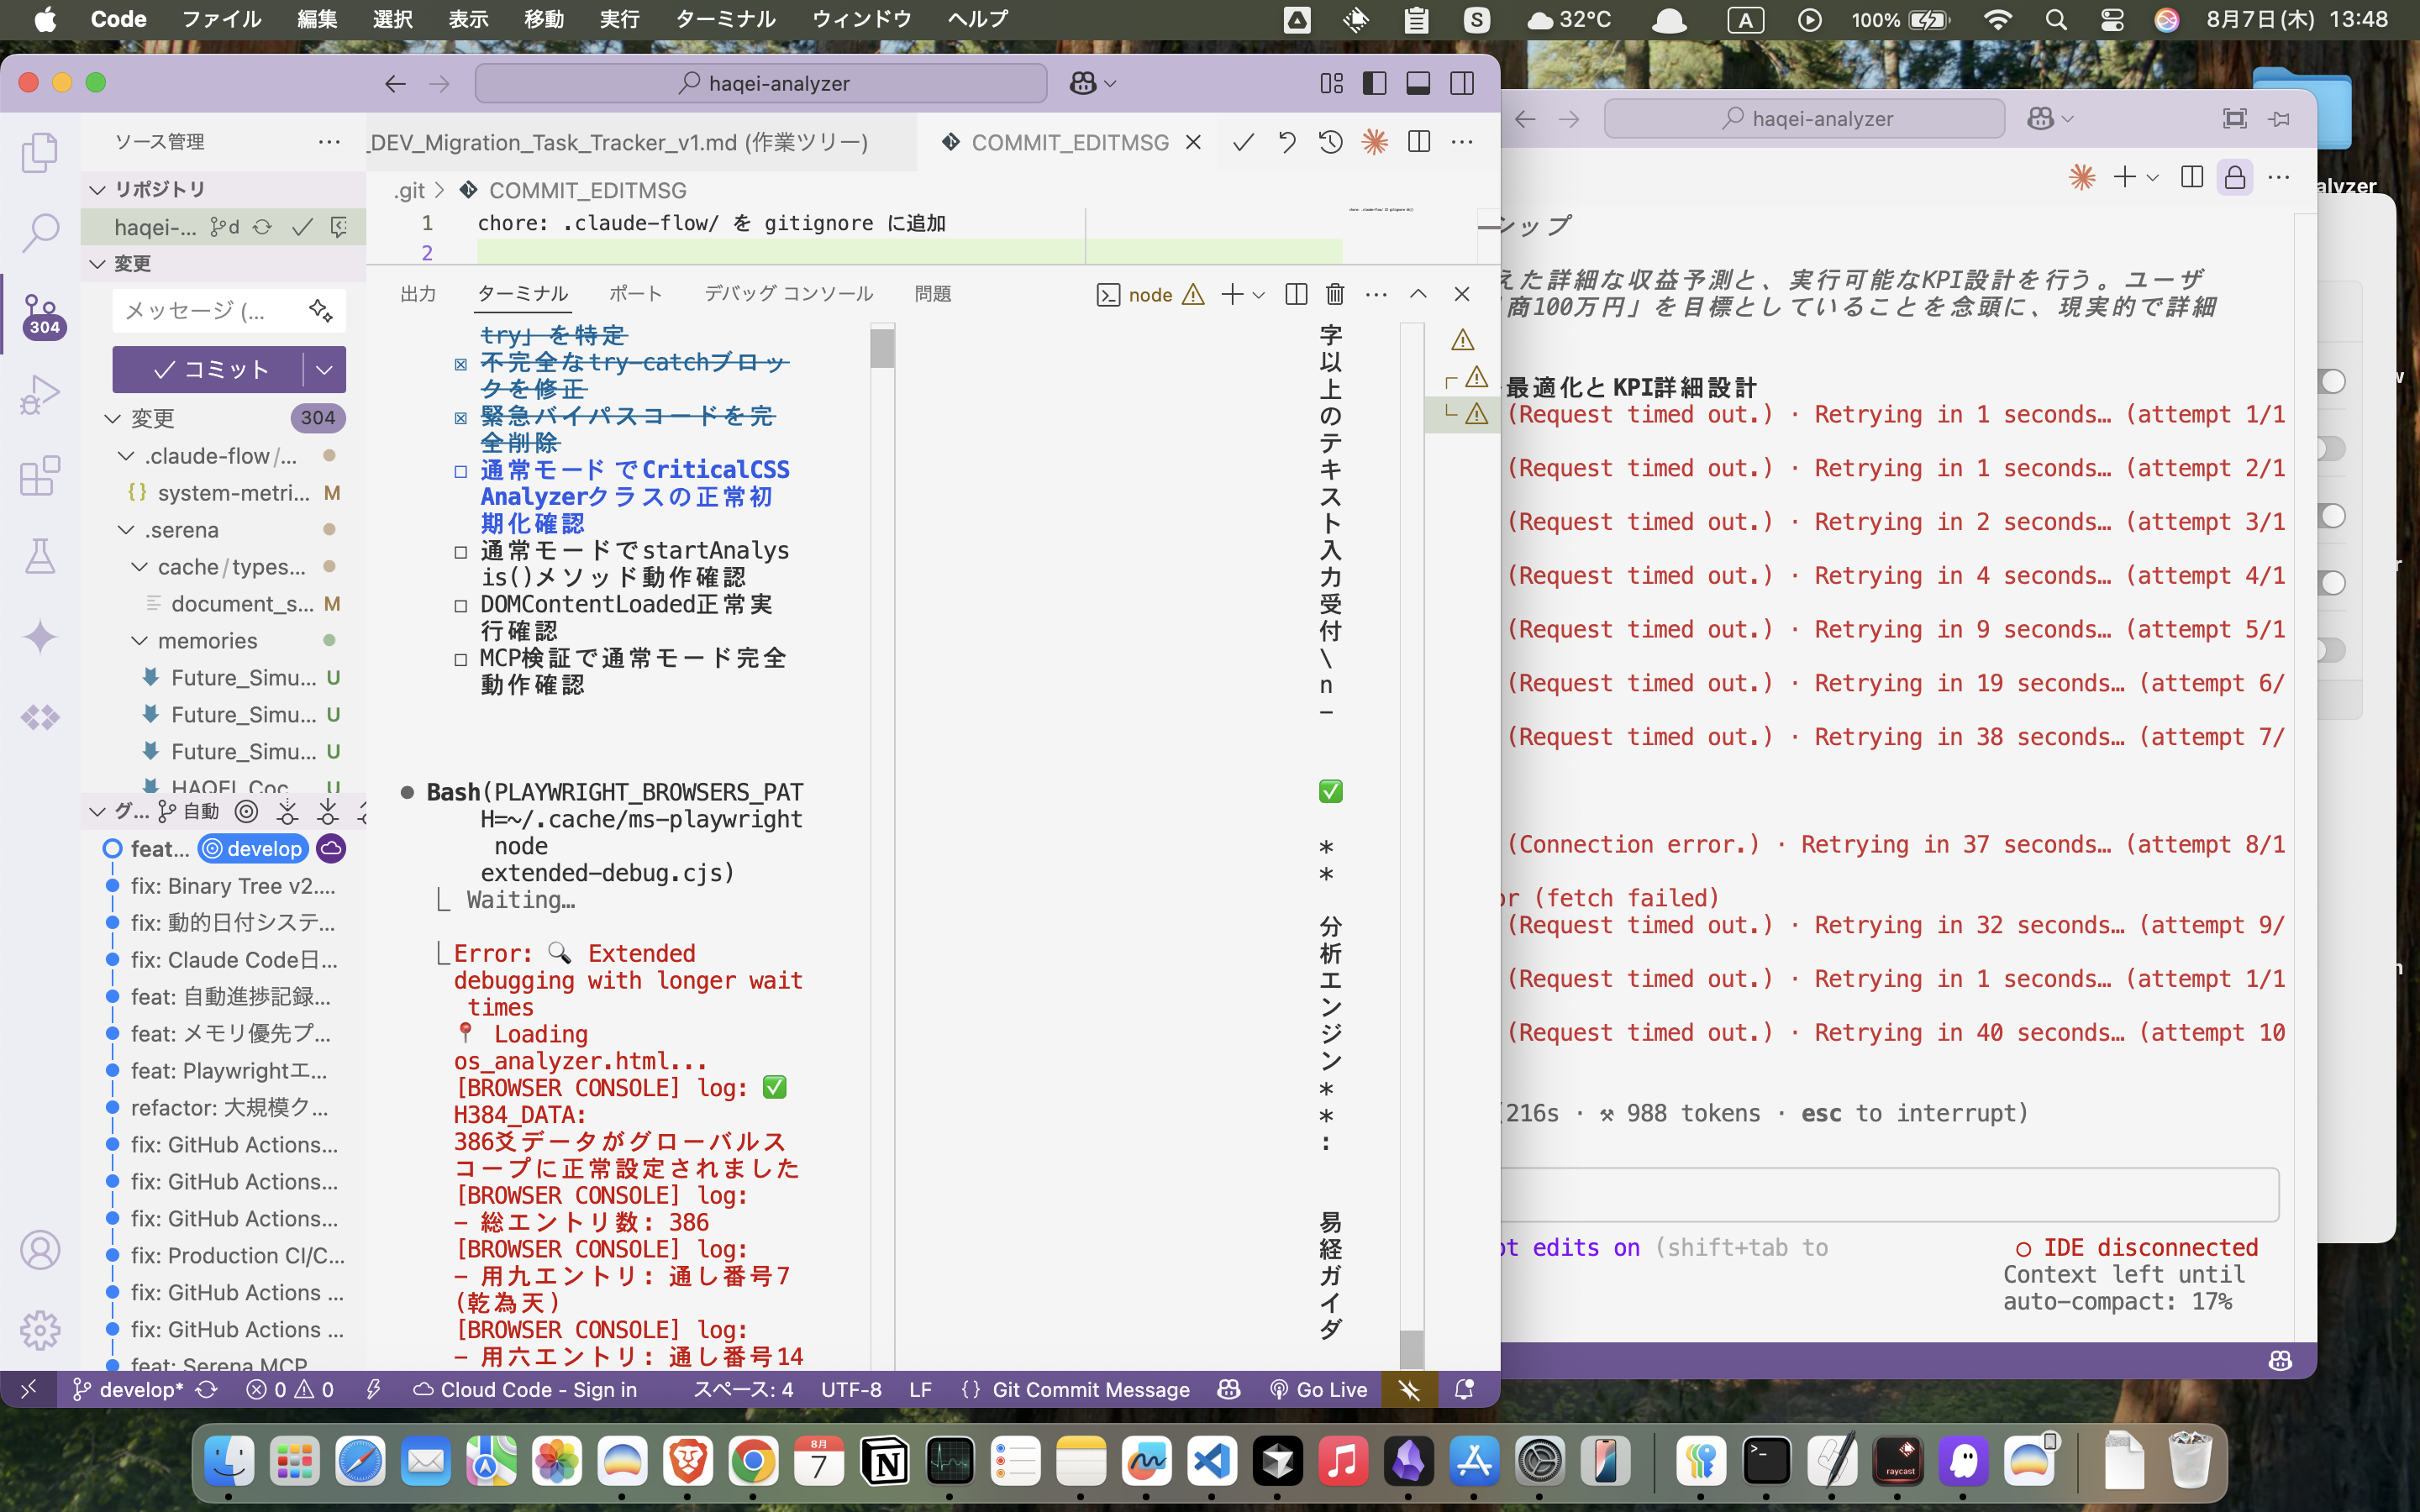 Code ファイル 編集 選択 表示 移動 実行 ターミナル ウィンドウ ヘルプ
S 32°C A 100% 8月7日(木) 13:48
haqei-analyzer
ソース管理 ···
リポジトリ
haqei-... d
変更
メッセージ (...
コミット
変更 304
.claude-flow/...
{} system-metri... M
.serena
cache/types...
document_s... M
memories
Future_Simu... U
Future_Simu... U
Future_Simu... U
HAQEI_Coc... U
304
グ... 自動
feat... develop
fix: Binary Tree v2....
fix: 動的日付システ...
fix: Claude Code日...
feat: 自動進捗記録...
feat: メモリ優先プ...
feat: Playwrightエ...
refactor: 大規模ク...
fix: GitHub Actions...
fix: GitHub Actions...
fix: GitHub Actions...
fix: Production CI/C...
fix: GitHub Actions ...
fix: GitHub Actions ...
feat: Serena MCP
_DEV_Migration_Task_Tracker_v1.md (作業ツリー)
COMMIT_EDITMSG
.git > COMMIT_EDITMSG
1 chore: .claude-flow/ を gitignore に追加
2
出力 ターミナル ポート デバッグ コンソール 問題
node
try」を特定
☒ 不完全なtry-catchブロッ
クを修正
☒ 緊急バイパスコードを完
全削除
☐ 通常モードでCriticalCSS
Analyzerクラスの正常初
期化確認
☐ 通常モードでstartAnalys
is()メソッド動作確認
☐ DOMContentLoaded正常実
行確認
☐ MCP検証で通常モード完全
動作確認
● Bash(PLAYWRIGHT_BROWSERS_PAT
H=~/.cache/ms-playwright
node
extended-debug.cjs)
⎿ Waiting…
⎿ Error: 🔍 Extended
debugging with longer wait
times
📍 Loading
os_analyzer.html...
[BROWSER CONSOLE] log: ✅
H384_DATA:
386爻データがグローバルス
コープに正常設定されました
[BROWSER CONSOLE] log:
- 総エントリ数: 386
[BROWSER CONSOLE] log:
- 用九エントリ: 通し番号7
(乾為天)
[BROWSER CONSOLE] log:
- 用六エントリ: 通し番号14
字
以
上
の
テ
キ
ス
ト
入
力
受
付
\
n
-
✅
*
*
分
析
エ
ン
ジ
ン
*
*
:
易
経
ガ
イ
ダ
develop* 0 0 Cloud Code - Sign in スペース: 4 UTF-8 LF {} Git Commit Message Go Live
haqei-analyzer
シップ
えた詳細な収益予測と、実行可能なKPI設計を行う。ユーザ
商100万円」を目標としていることを念頭に、現実的で詳細
最適化とKPI詳細設計
(Request timed out.) · Retrying in 1 seconds… (attempt 1/1
(Request timed out.) · Retrying in 1 seconds… (attempt 2/1
(Request timed out.) · Retrying in 2 seconds… (attempt 3/1
(Request timed out.) · Retrying in 4 seconds… (attempt 4/1
(Request timed out.) · Retrying in 9 seconds… (attempt 5/1
(Request timed out.) · Retrying in 19 seconds… (attempt 6/
(Request timed out.) · Retrying in 38 seconds… (attempt 7/
(Connection error.) · Retrying in 37 seconds… (attempt 8/1
or (fetch failed)
(Request timed out.) · Retrying in 32 seconds… (attempt 9/
(Request timed out.) · Retrying in 1 seconds… (attempt 1/1
(Request timed out.) · Retrying in 40 seconds… (attempt 10
(216s · ⚒ 988 tokens · esc to interrupt)
pt edits on (shift+tab to
○ IDE disconnected
Context left until
auto-compact: 17%
alyzer
8月
7
raycast